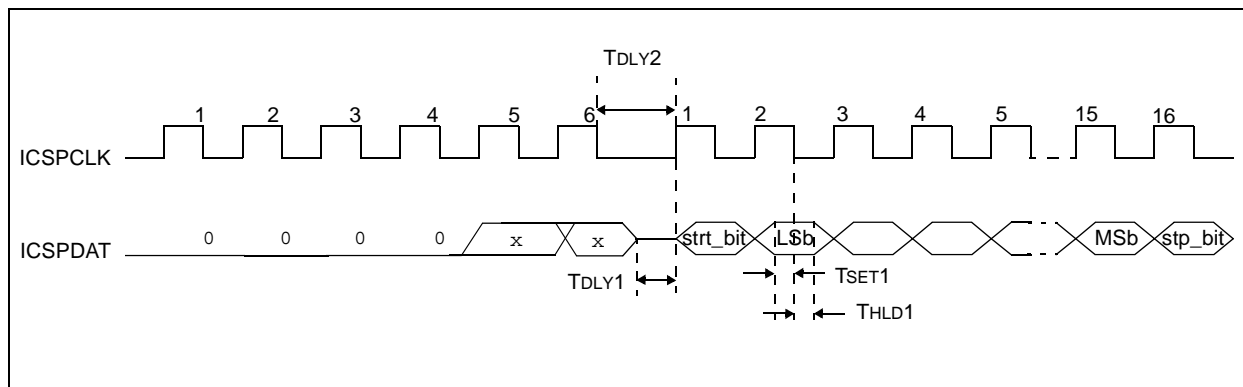 TDLY2
1 2 3 4 5 6 1 2 3 4 5 15 16
ICSPCLK
ICSPDAT 0 0 0 0 x x strt_bit LSb MSb stp_bit
TDLY1 TSET1
THLD1